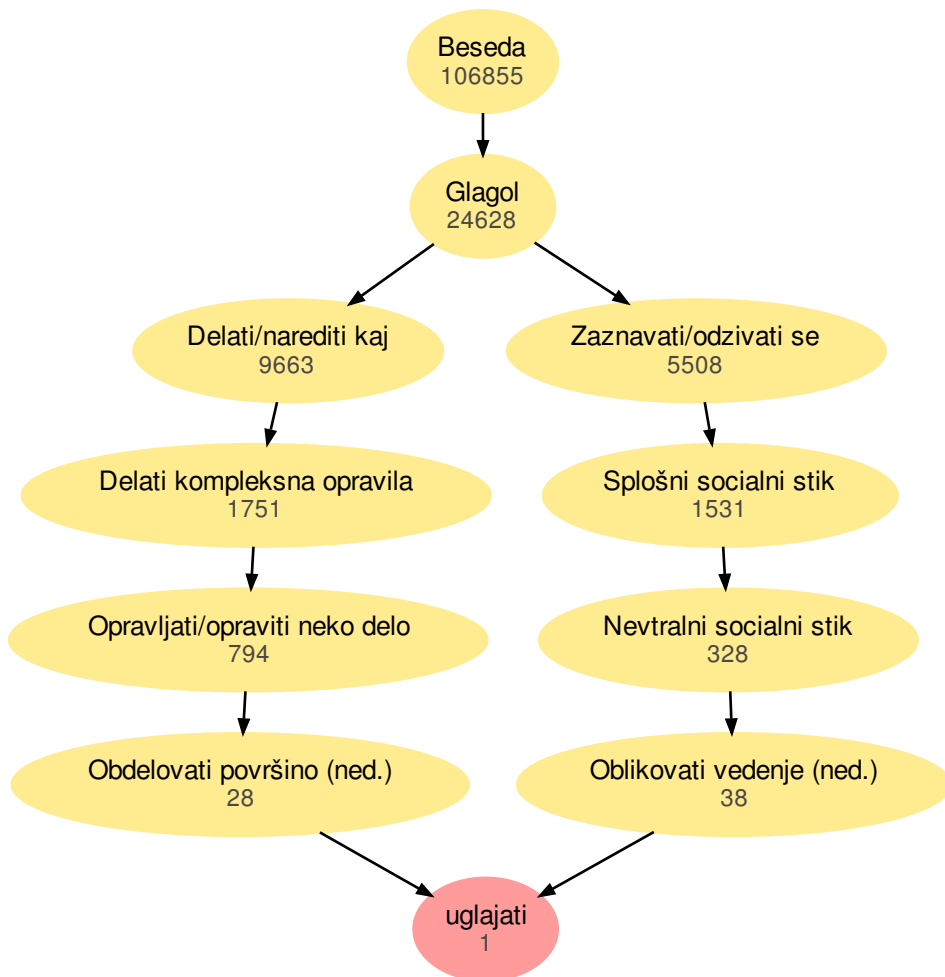 Beseda
106855
Glagol
24628
Delati/narediti kaj
9663
Zaznavati/odzivati se
5508
Delati kompleksna opravila
1751
Splošni socialni stik
1531
Opravljati/opraviti neko delo
794
Nevtralni socialni stik
328
Obdelovati površino (ned.)
28
Oblikovati vedenje (ned.)
38
uglajati
1